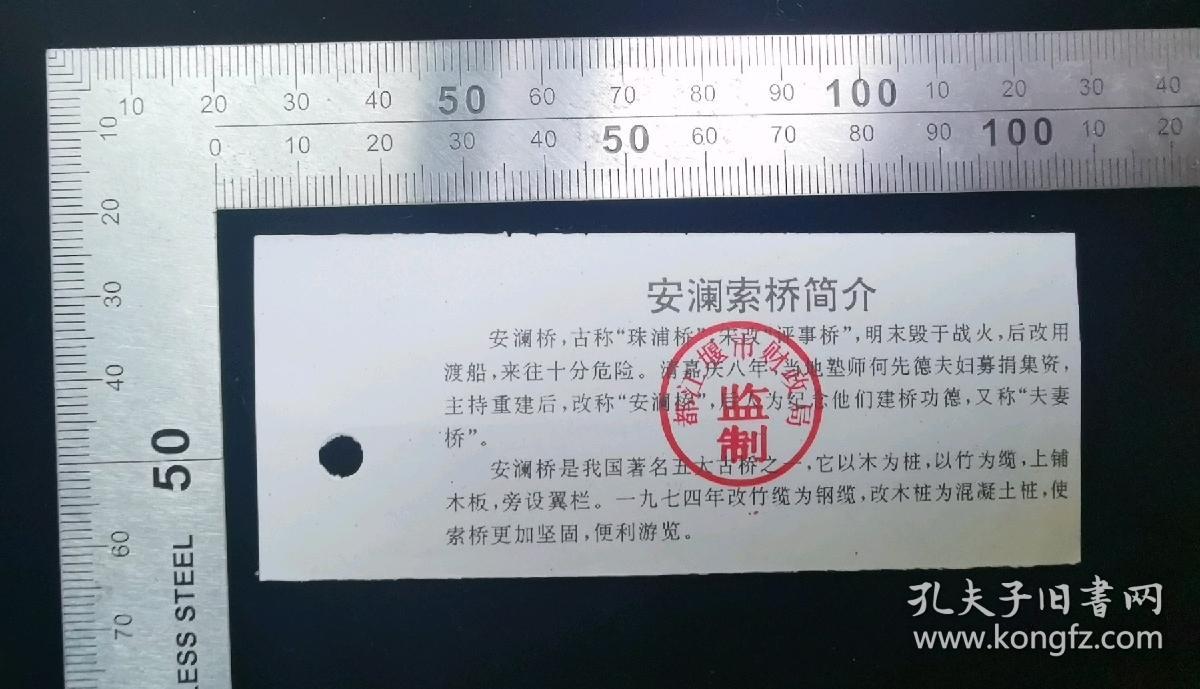 10 20 30 40 50 60 70 80 90 100 10 20 30 40
0 10 20 30 40 50 60 70 80 90 100 10 20
10
20
30
40
50
60
70
ESS STEEL
安澜索桥简介
安澜桥，古称“珠浦桥”，宋改“评事桥”，明末毁于战火，后改用
渡船，来往十分危险。清嘉庆八年，当地塾师何先德夫妇募捐集资，
主持重建后，改称“安澜桥”，后人为纪念他们建桥功德，又称“夫妻
桥”。
安澜桥是我国著名五大古桥之一，它以木为桩，以竹为缆，上铺
木板，旁设翼栏。一九七四年改竹缆为钢缆，改木桩为混凝土桩，使
索桥更加坚固，便利游览。
都江堰市财政局
监
制
孔夫子旧書网
www.kongfz.com